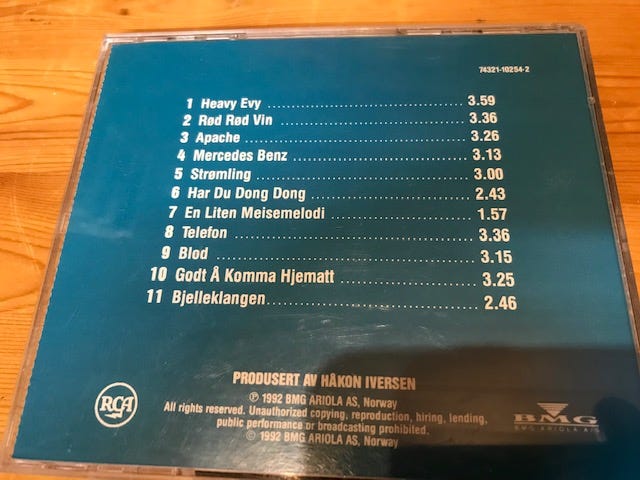 74321-10254-2
1 Heavy Evy 3.59
2 Rød Rød Vin 3.36
3 Apache 3.26
4 Mercedes Benz 3.13
5 Strømling 3.00
6 Har Du Dong Dong 2.43
7 En Liten Meisemelodi 1.57
8 Telefon 3.36
9 Blod 3.15
10 Godt Å Komma Hjematt 3.25
11 Bjelleklangen 2.46
PRODUSERT AV HÅKON IVERSEN
℗ 1992 BMG ARIOLA AS, Norway
All rights reserved. Unauthorized copying, reproduction, hiring, lending,
public performance or broadcasting prohibited.
© 1992 BMG ARIOLA AS, Norway
RCA
BMG
BMG ARIOLA A/S